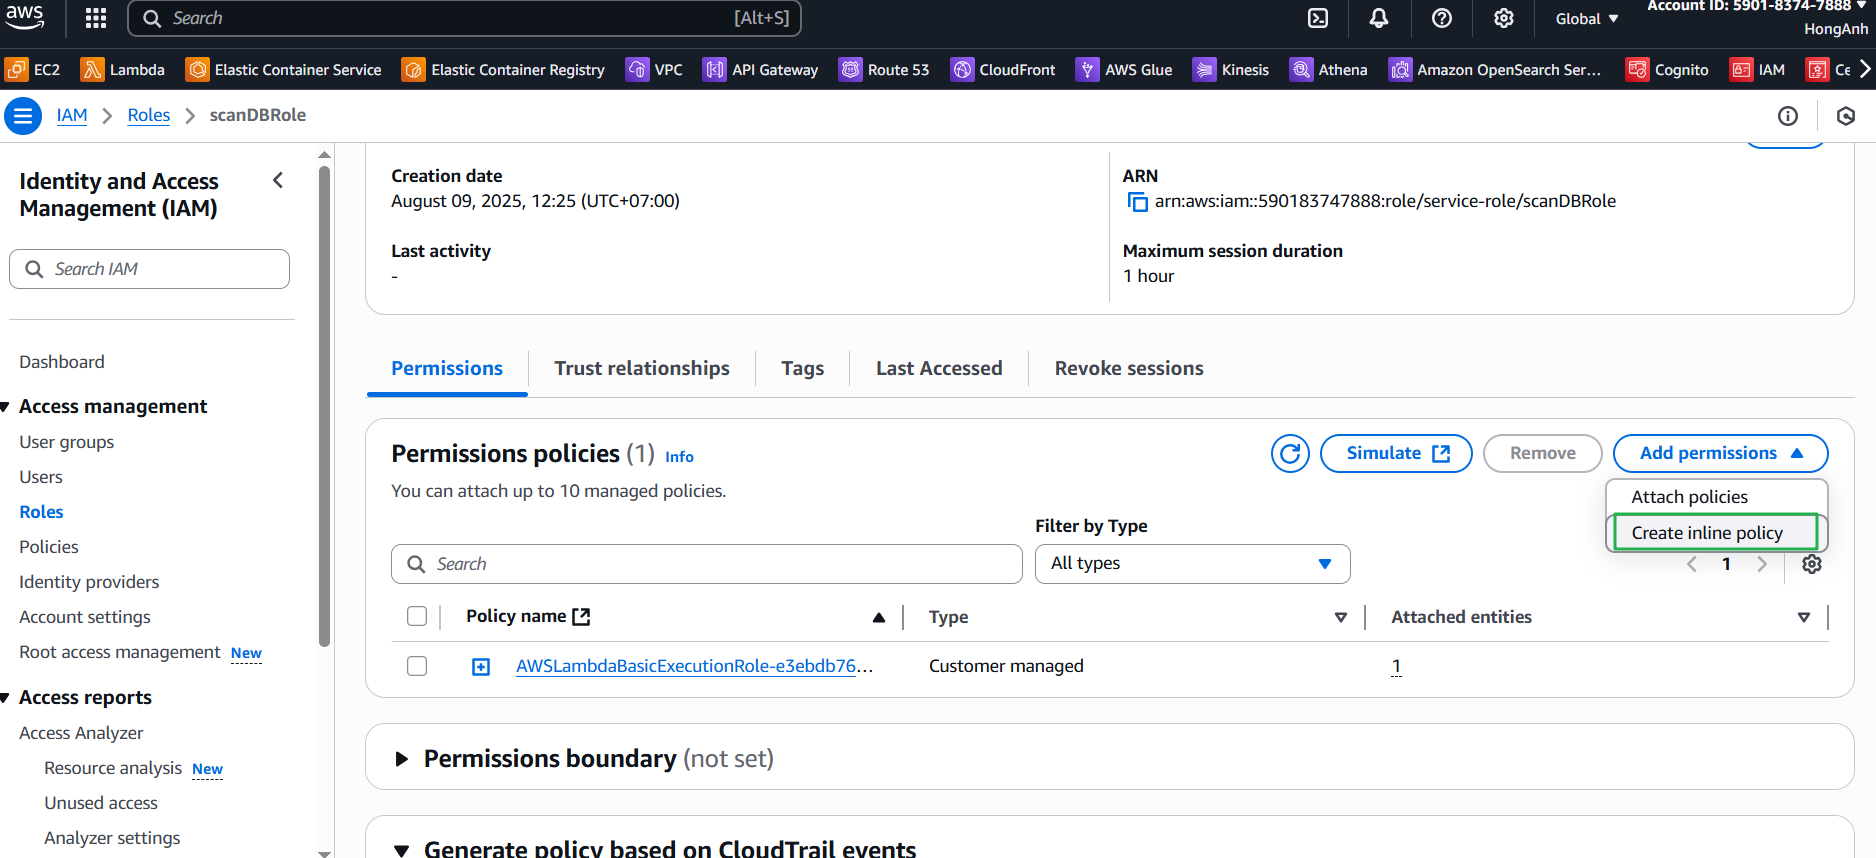 aws
Search
[Alt+S]
Global
Account ID: 5901-8374-7888
HongAnh
EC2
Lambda
Elastic Container Service
Elastic Container Registry
VPC
API Gateway
Route 53
CloudFront
AWS Glue
Kinesis
Athena
Amazon OpenSearch Ser...
Cognito
IAM
Ce
IAM
Roles
scanDBRole
Identity and Access
Management (IAM)
Search IAM
Dashboard
Access management
User groups
Users
Roles
Policies
Identity providers
Account settings
Root access management New
Access reports
Access Analyzer
Resource analysis New
Unused access
Analyzer settings
Creation date
August 09, 2025, 12:25 (UTC+07:00)
Last activity
-
ARN
arn:aws:iam::590183747888:role/service-role/scanDBRole
Maximum session duration
1 hour
Permissions
Trust relationships
Tags
Last Accessed
Revoke sessions
Permissions policies (1) Info
You can attach up to 10 managed policies.
Simulate
Remove
Add permissions
Attach policies
Create inline policy
Filter by Type
Search
All types
1
Policy name
Type
Attached entities
AWSLambdaBasicExecutionRole-e3ebdb76...
Customer managed
1
Permissions boundary (not set)
Generate policy based on CloudTrail events